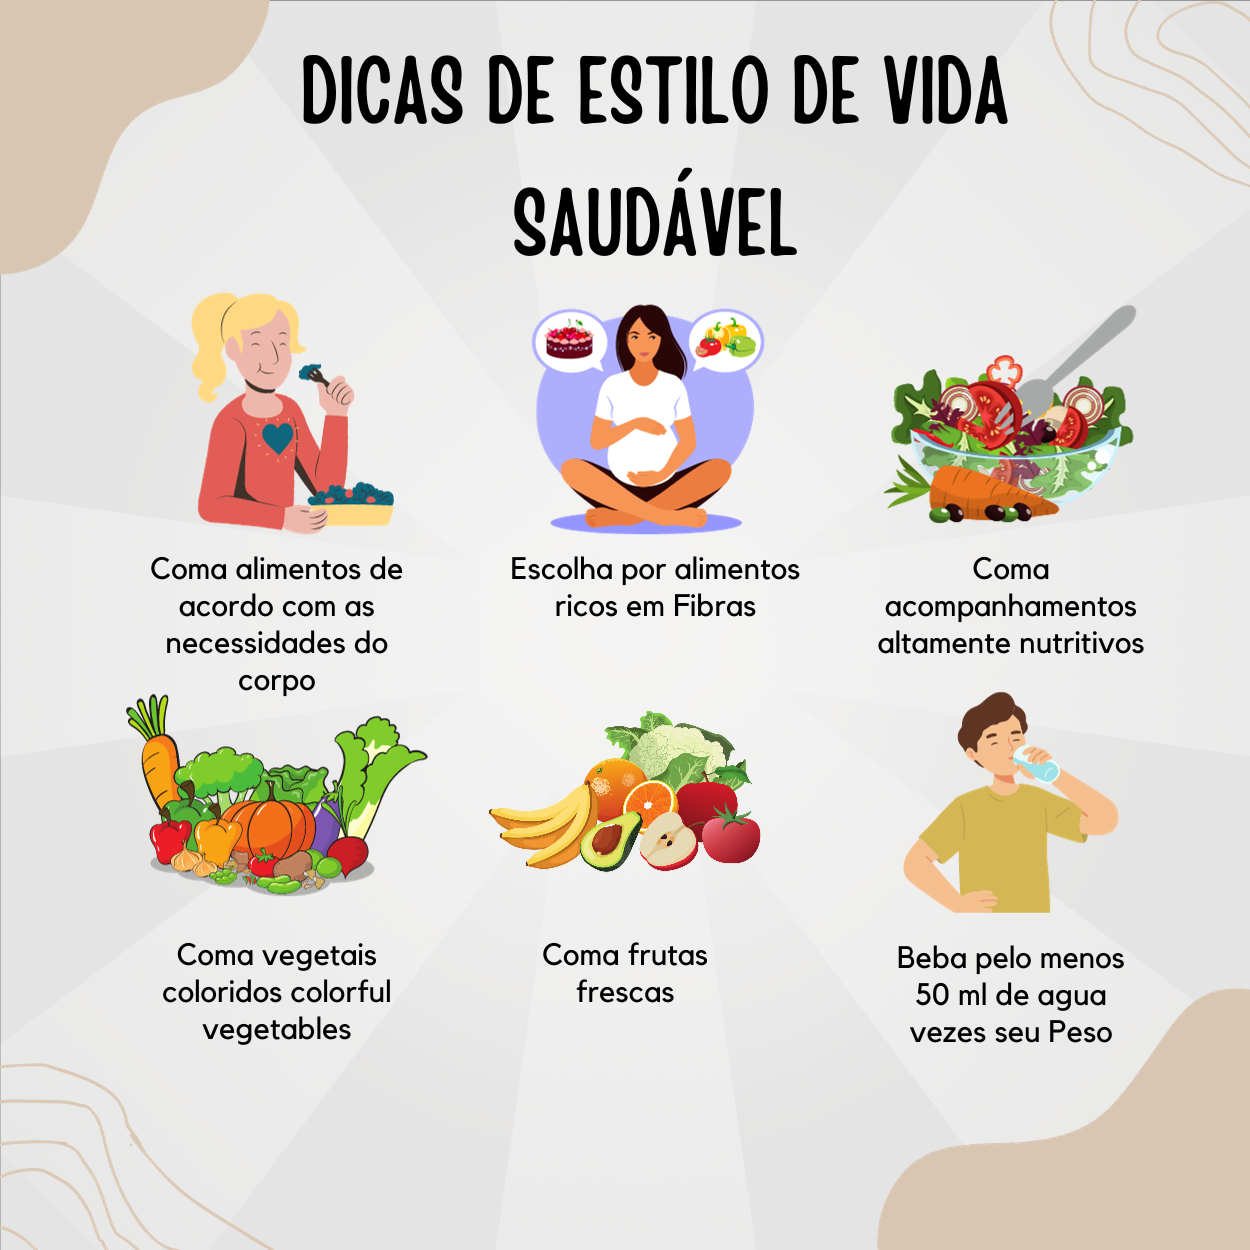 DICAS DE ESTILO DE VIDA
SAUDÁVEL
Coma alimentos de
acordo com as
necessidades do
corpo
Escolha por alimentos
ricos em Fibras
Coma
acompanhamentos
altamente nutritivos
Coma vegetais
coloridos colorful
vegetables
Coma frutas
frescas
Beba pelo menos
50 ml de agua
vezes seu Peso